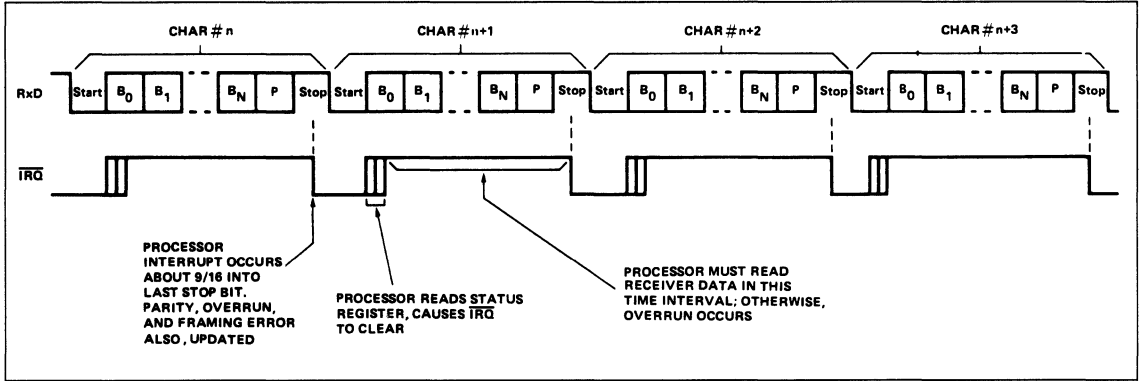 CHAR #n CHAR #n+1 CHAR #n+2 CHAR #n+3
RxD Start B0 B1 BN P Stop Start B0 B1 BN P Stop Start B0 B1 BN P Stop Start B0 B1 BN P Stop
IRQ
PROCESSOR
INTERRUPT OCCURS
ABOUT 9/16 INTO
LAST STOP BIT.
PARITY, OVERRUN,
AND FRAMING ERROR
ALSO, UPDATED
PROCESSOR READS STATUS
REGISTER, CAUSES IRQ
TO CLEAR
PROCESSOR MUST READ
RECEIVER DATA IN THIS
TIME INTERVAL; OTHERWISE,
OVERRUN OCCURS